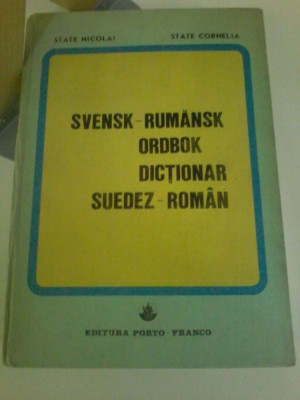 STATE NICOLAI STATE CORNELIA
SVENSK-RUMÄNSK
ORDBOK
DICȚIONAR
SUEDEZ-ROMÂN
EDITURA PORTO-FRANCO